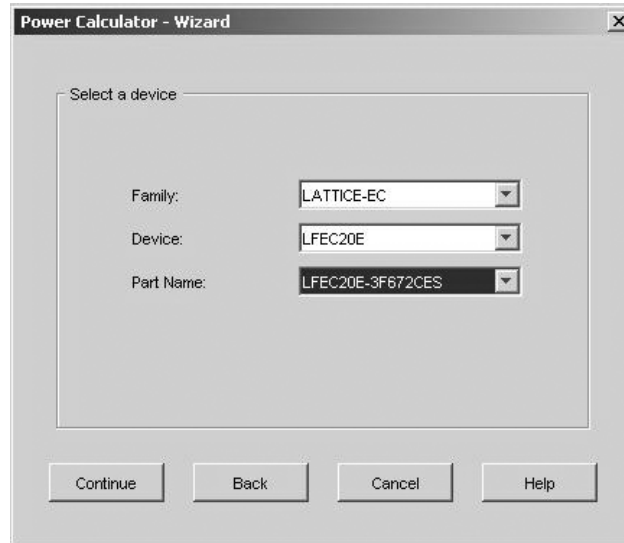 Power Calculator - Wizard
Select a device
Family: LATTICE-EC
Device: LFEC20E
Part Name: LFEC20E-3F672CES
Continue Back Cancel Help